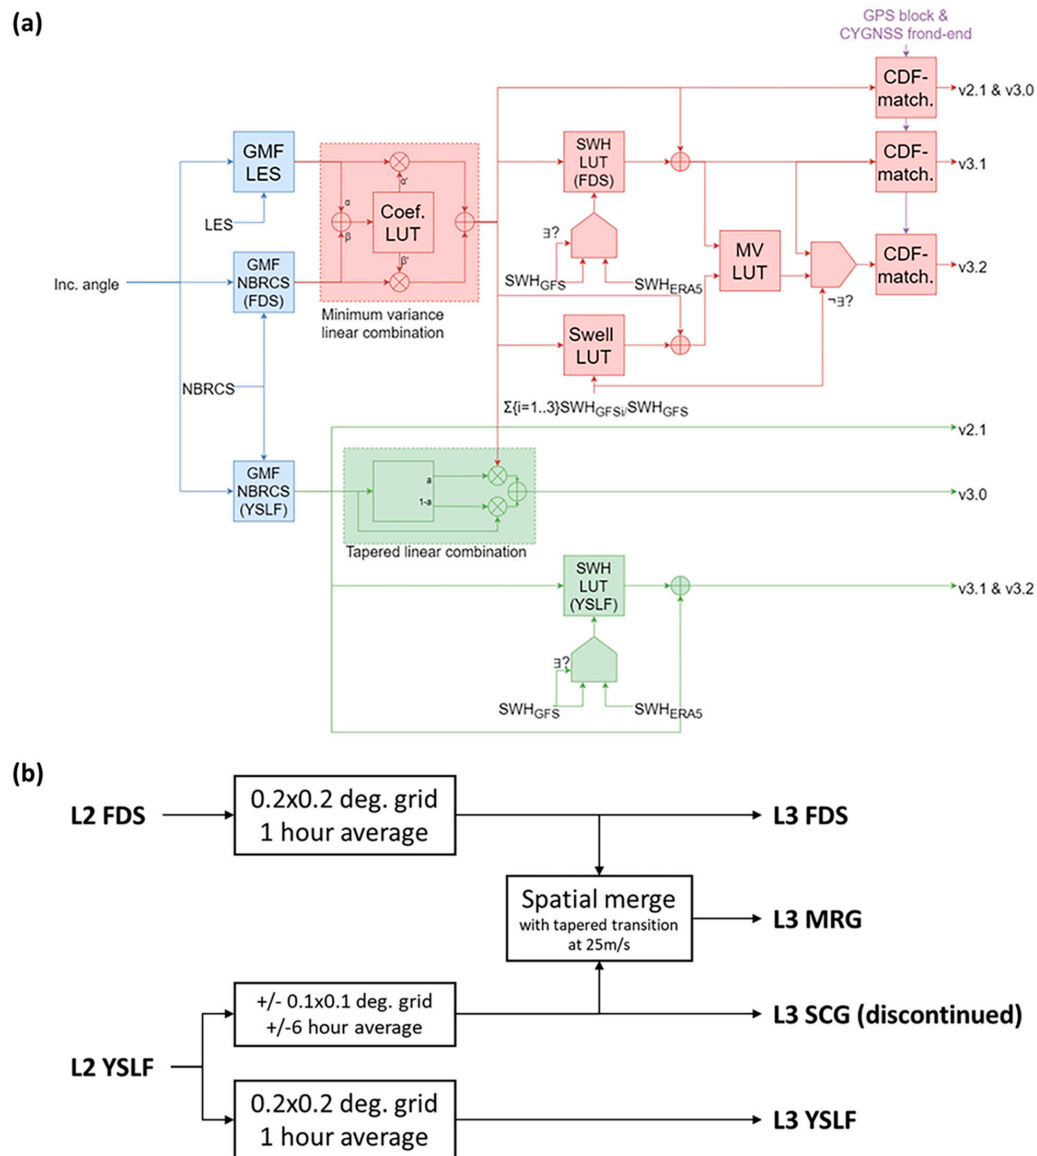 (a)
GPS block &
CYGNSS frond-end
CDF-
match.
v2.1 & v3.0
GMF
LES
SWH
LUT
(FDS)
CDF-
match.
v3.1
α'
α
Coef.
LUT
β
β'
LES
∃?
MV
LUT
CDF-
match.
v3.2
GMF
NBRCS
(FDS)
Inc. angle
SWH_GFS
SWH_ERA5
¬∃?
Minimum variance
linear combination
Swell
LUT
NBRCS
Σ{i=1..3}SWH_GFSi/SWH_GFS
v2.1
GMF
NBRCS
(YSLF)
a
1-a
v3.0
Tapered linear combination
SWH
LUT
(YSLF)
v3.1 & v3.2
∃?
SWH_GFS
SWH_ERA5
(b)
L2 FDS
0.2x0.2 deg. grid
1 hour average
L3 FDS
Spatial merge
with tapered transition
at 25m/s
L3 MRG
+/- 0.1x0.1 deg. grid
+/-6 hour average
L3 SCG (discontinued)
L2 YSLF
0.2x0.2 deg. grid
1 hour average
L3 YSLF